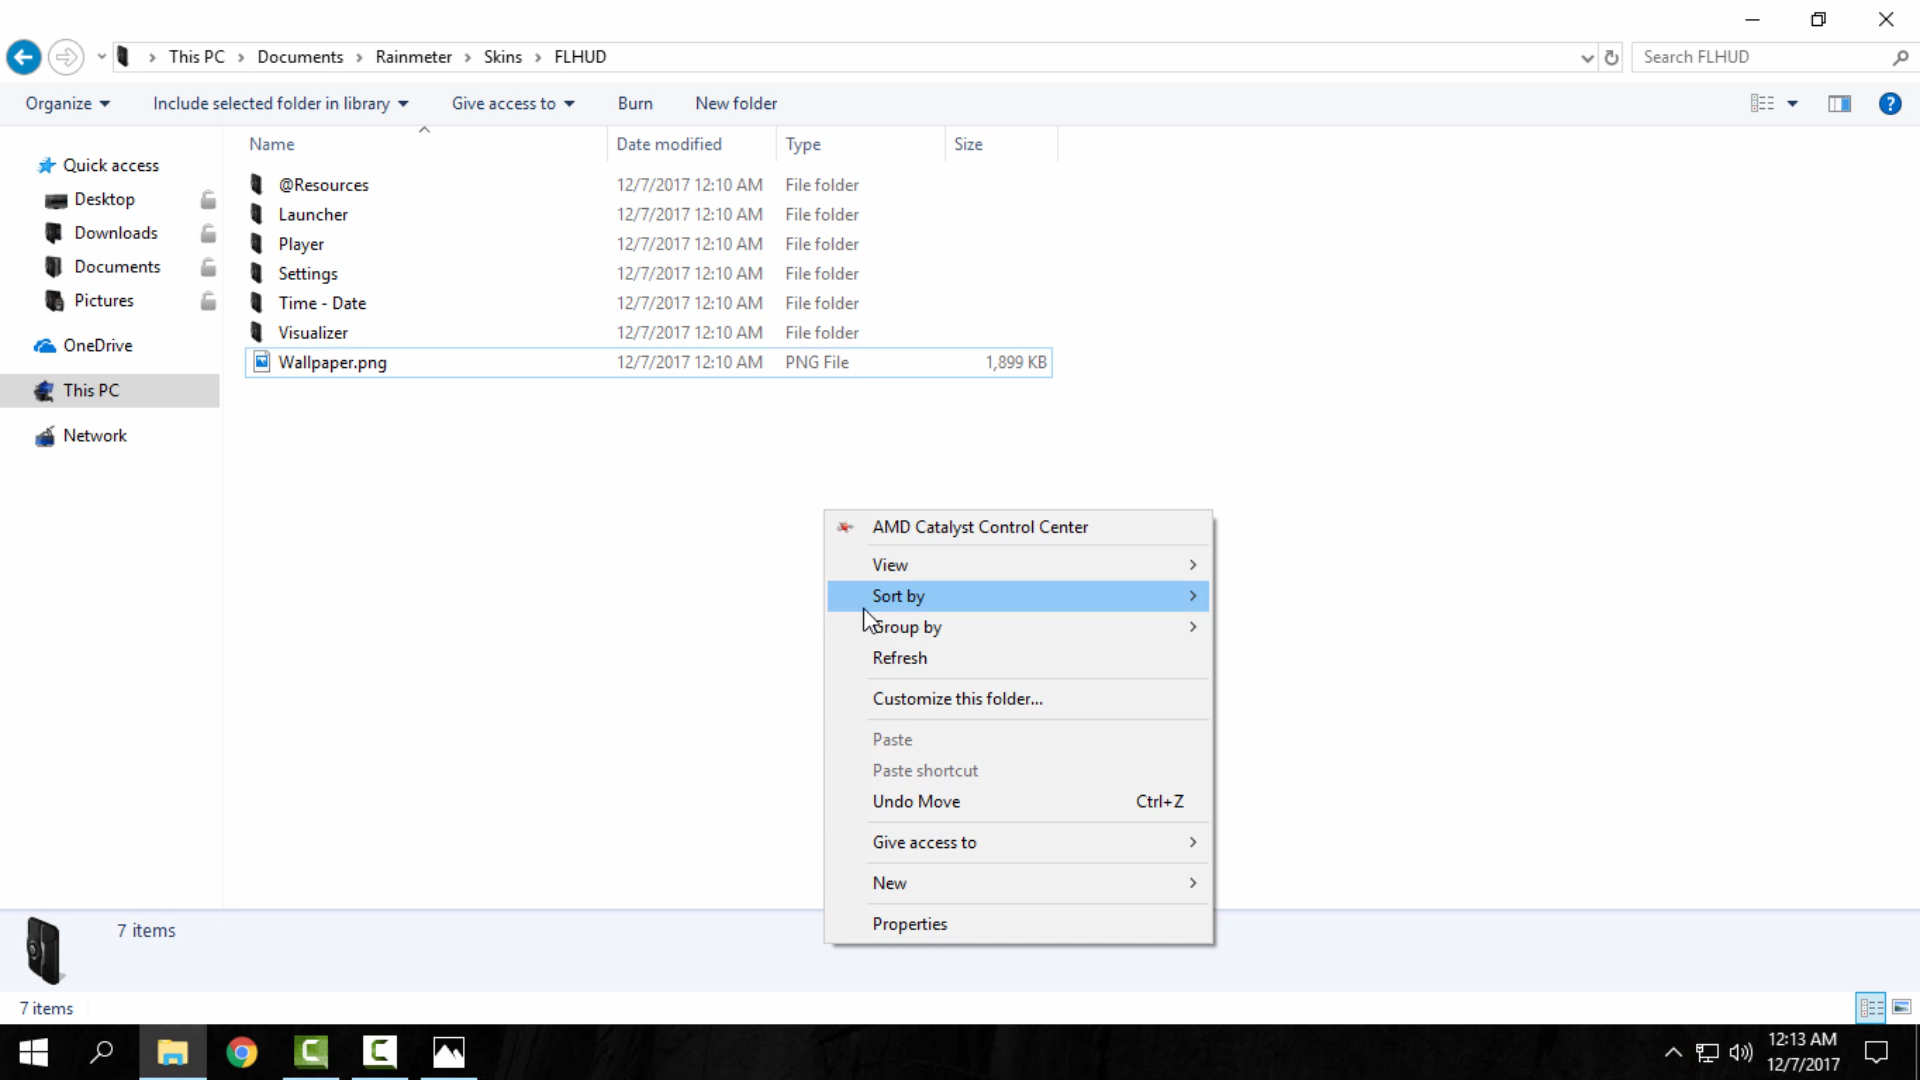 This PC > Documents > Rainmeter > Skins > FLHUD
Search FLHUD
Organize Include selected folder in library Give access to Burn New folder
Name Date modified Type Size
Quick access
Desktop
Downloads
Documents
Pictures
OneDrive
This PC
Network
@Resources 12/7/2017 12:10 AM File folder
Launcher 12/7/2017 12:10 AM File folder
Player 12/7/2017 12:10 AM File folder
Settings 12/7/2017 12:10 AM File folder
Time - Date 12/7/2017 12:10 AM File folder
Visualizer 12/7/2017 12:10 AM File folder
Wallpaper.png 12/7/2017 12:10 AM PNG File 1,899 KB
AMD Catalyst Control Center
View
Sort by
Group by
Refresh
Customize this folder...
Paste
Paste shortcut
Undo Move Ctrl+Z
Give access to
New
Properties
7 items
7 items
12:13 AM
12/7/2017